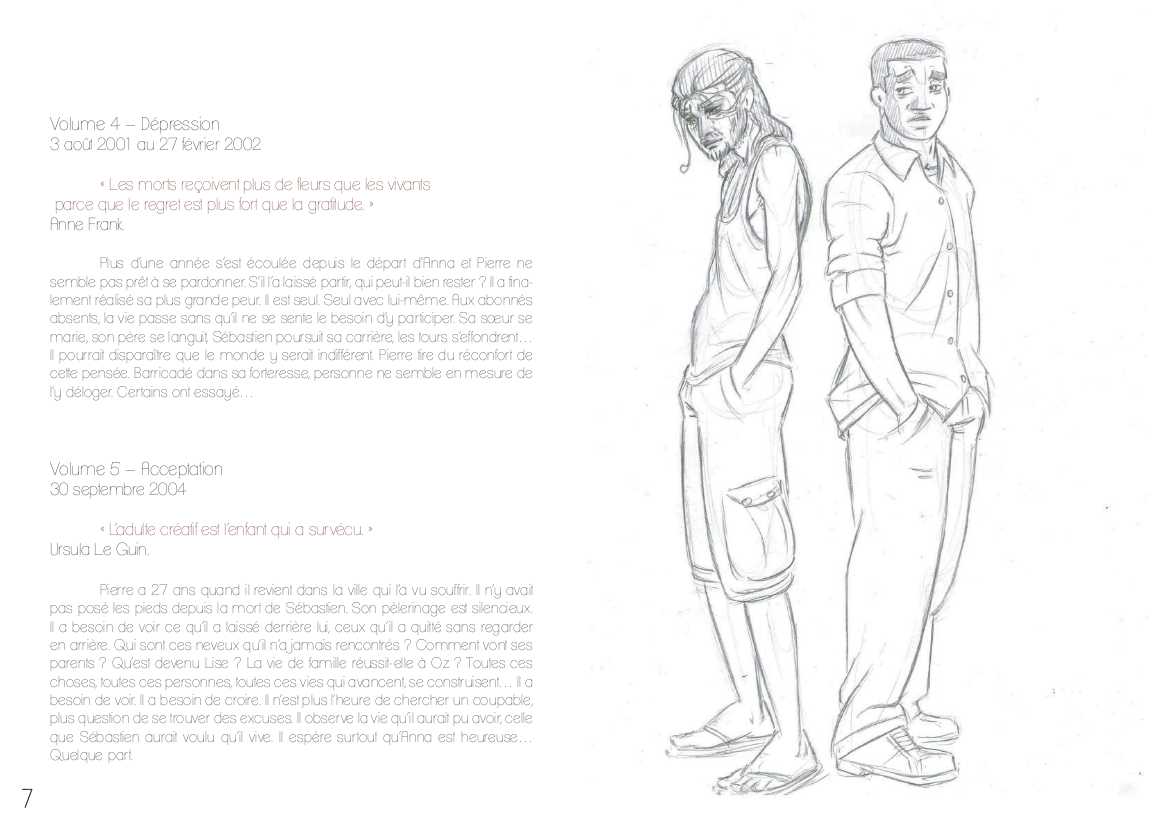 Volume 4 – Dépression
3 août 2001 au 27 février 2002
« Les morts reçoivent plus de fleurs que les vivants
parce que le regret est plus fort que la gratitude. »
Anne Frank.
Plus d'une année s'est écoulée depuis le départ d'Anna et Pierre ne
semble pas prêt à se pardonner. S'il l'a laissé partir, qui peut-il bien rester ? Il a fina-
lement réalisé sa plus grande peur. Il est seul. Seul avec lui-même. Aux abonnés
absents, la vie passe sans qu'il ne se sente le besoin d'y participer. Sa sœur se
marie, son père se languit, Sébastien poursuit sa carrière, les tours s'effondrent…
Il pourrait disparaître que le monde y serait indifférent. Pierre tire du réconfort de
cette pensée. Barricadé dans sa forteresse, personne ne semble en mesure de
l'y déloger. Certains ont essayé…
Volume 5 – Acceptation
30 septembre 2004
« L'adulte créatif est l'enfant qui a survécu. »
Ursula Le Guin.
Pierre a 27 ans quand il revient dans la ville qui l'a vu souffrir. Il n'y avait
pas posé les pieds depuis la mort de Sébastien. Son pèlerinage est silencieux.
Il a besoin de voir ce qu'il a laissé derrière lui, ceux qu'il a quitté sans regarder
en arrière. Qui sont ces neveux qu'il n'a jamais rencontrés ? Comment vont ses
parents ? Qu'est devenu Lise ? La vie de famille réussit-elle à Oz ? Toutes ces
choses, toutes ces personnes, toutes ces vies qui avancent, se construisent… Il a
besoin de voir. Il a besoin de croire. Il n'est plus l'heure de chercher un coupable,
plus question de se trouver des excuses. Il observe la vie qu'il aurait pu avoir, celle
que Sébastien aurait voulu qu'il vive. Il espère surtout qu'Anna est heureuse…
Quelque part.
7